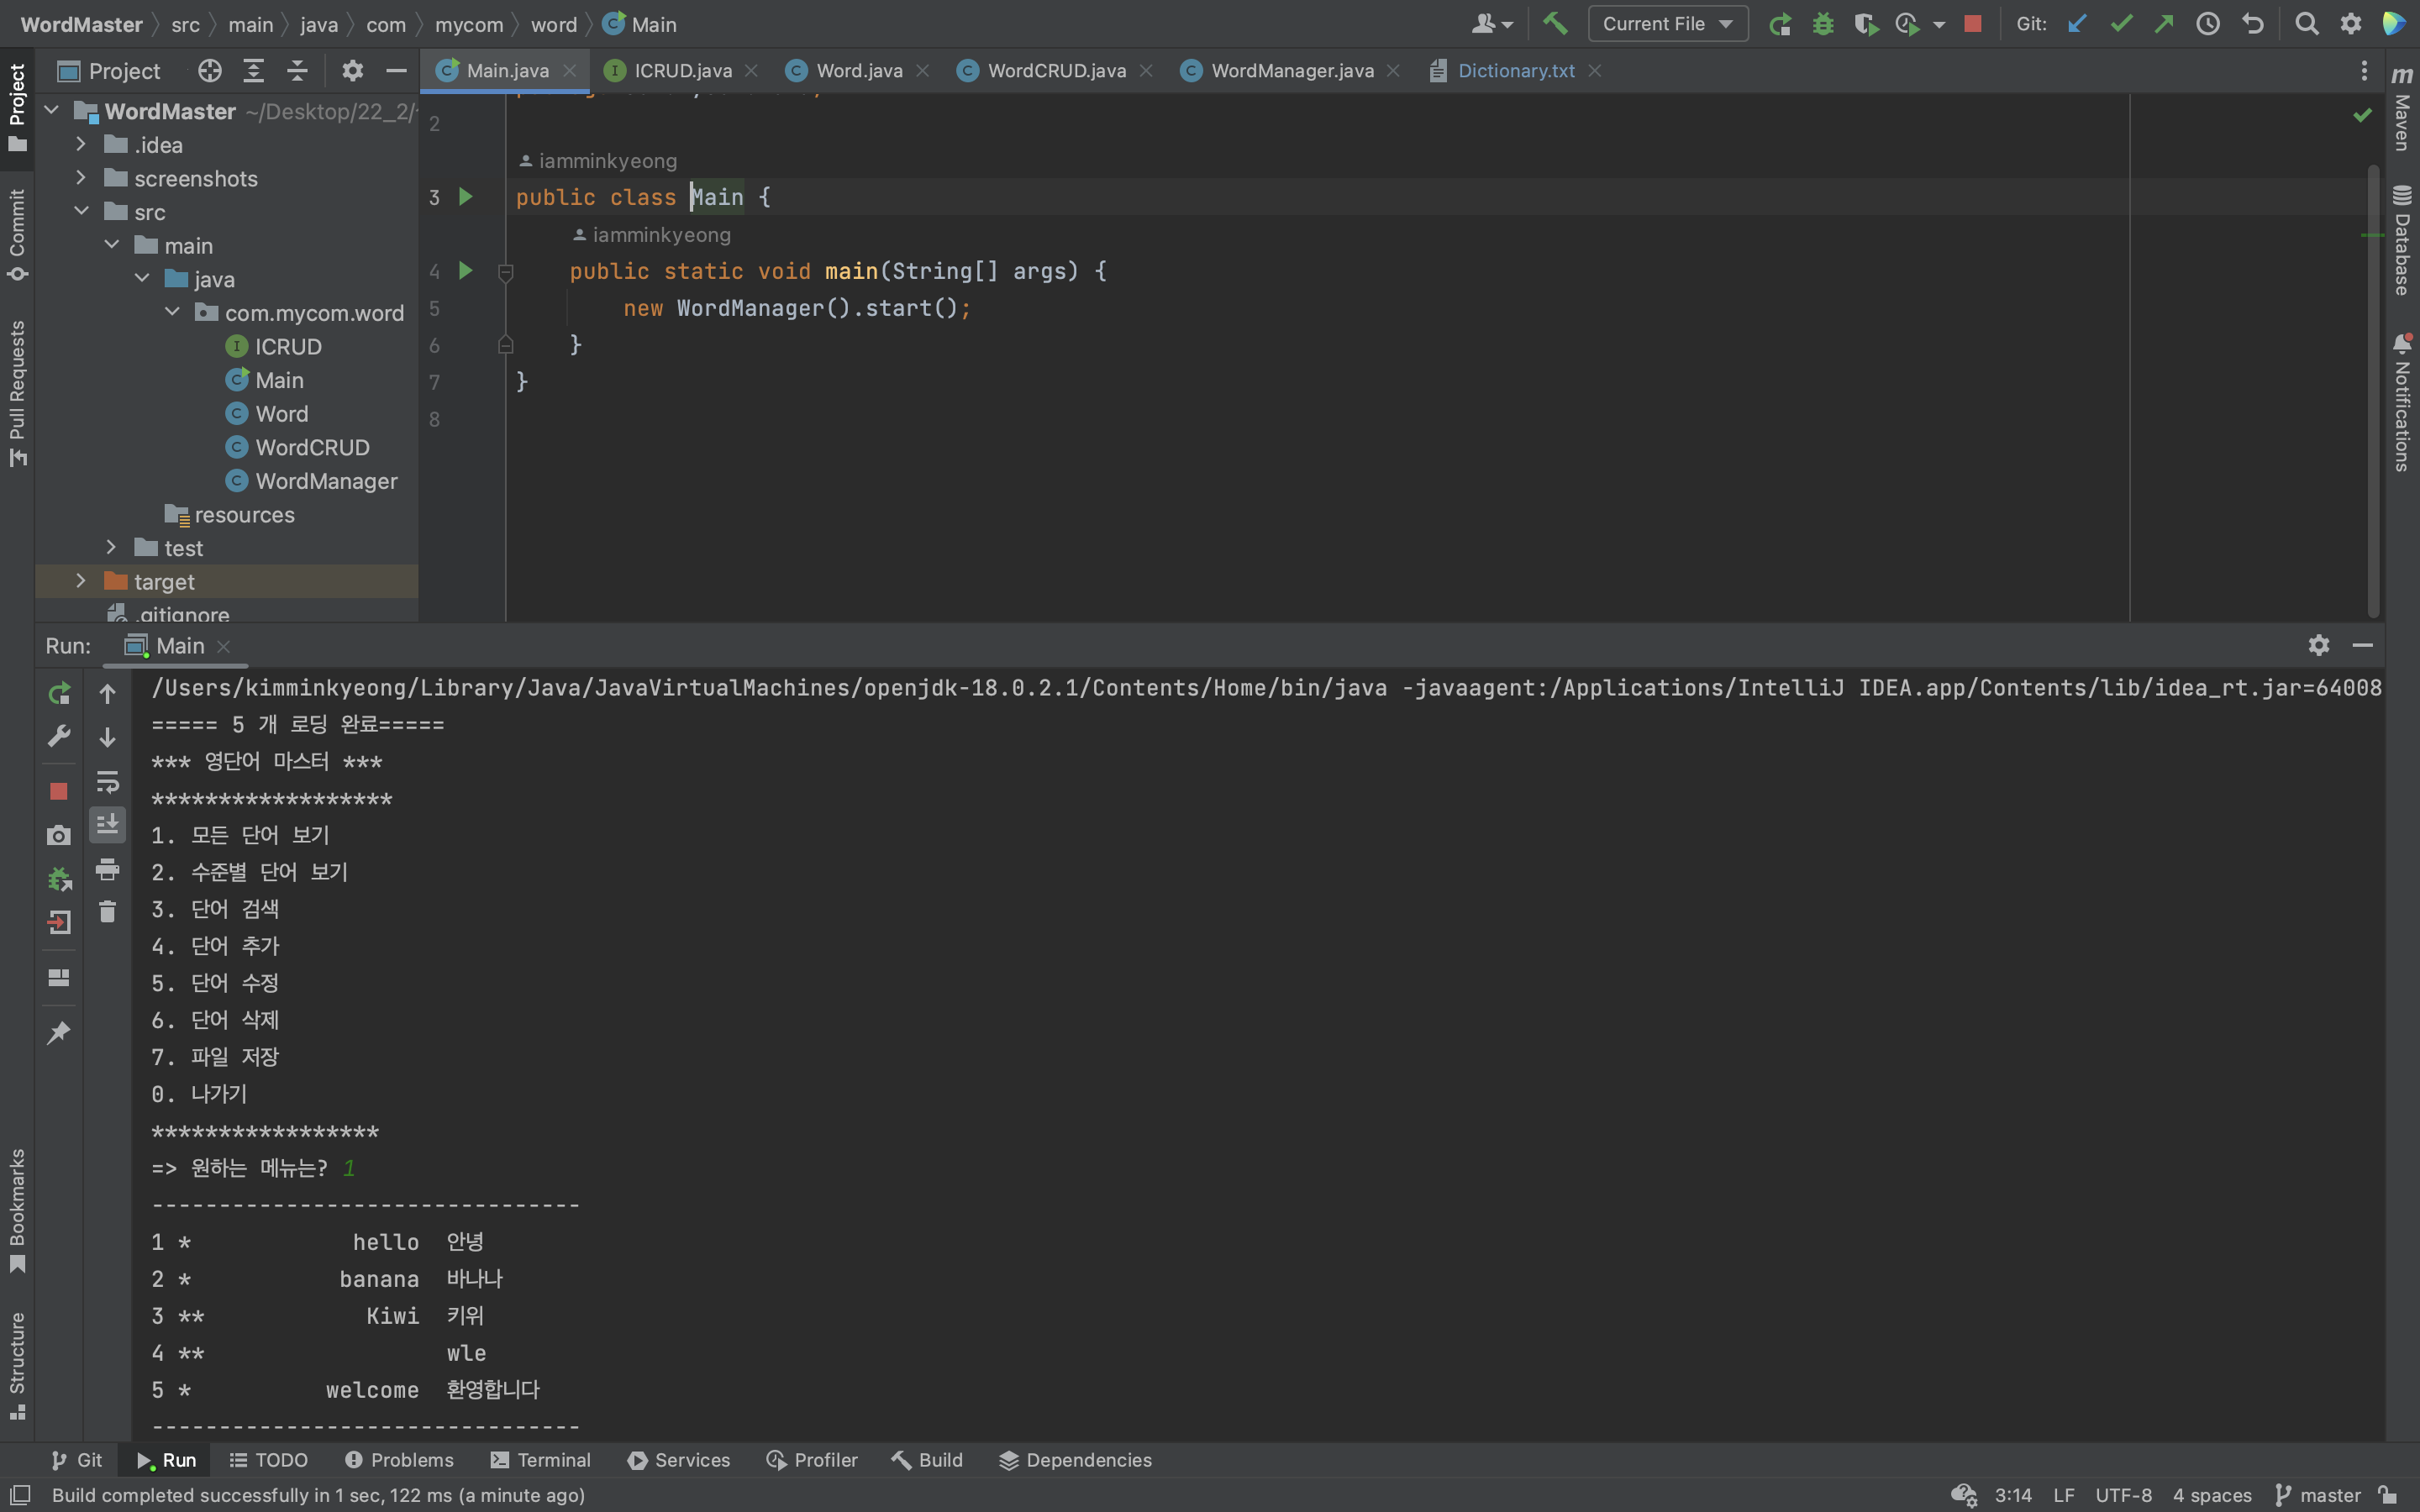 WordMaster src main java com mycom word Main
Current File
Git:
Project
Main.java
ICRUD.java
Word.java
WordCRUD.java
WordManager.java
Dictionary.txt
Project
Commit
Pull Requests
Bookmarks
Structure
Maven
Database
Notifications
WordMaster ~/Desktop/22_2/
.idea
screenshots
src
main
java
com.mycom.word
ICRUD
Main
Word
WordCRUD
WordManager
resources
test
target
.gitignore
2
iamminkyeong
3 public class Main {
iamminkyeong
4 public static void main(String[] args) {
5 new WordManager().start();
6 }
7 }
8
Run: Main
/Users/kimminkyeong/Library/Java/JavaVirtualMachines/openjdk-18.0.2.1/Contents/Home/bin/java -javaagent:/Applications/IntelliJ IDEA.app/Contents/lib/idea_rt.jar=64008
===== 5 개 로딩 완료=====
*** 영단어 마스터 ***
******************
1. 모든 단어 보기
2. 수준별 단어 보기
3. 단어 검색
4. 단어 추가
5. 단어 수정
6. 단어 삭제
7. 파일 저장
0. 나가기
*****************
=> 원하는 메뉴는? 1
--------------------------------
1 * hello 안녕
2 * banana 바나나
3 ** Kiwi 키위
4 ** wle
5 * welcome 환영합니다
--------------------------------
Git Run TODO Problems Terminal Services Profiler Build Dependencies
Build completed successfully in 1 sec, 122 ms (a minute ago)
3:14 LF UTF-8 4 spaces master